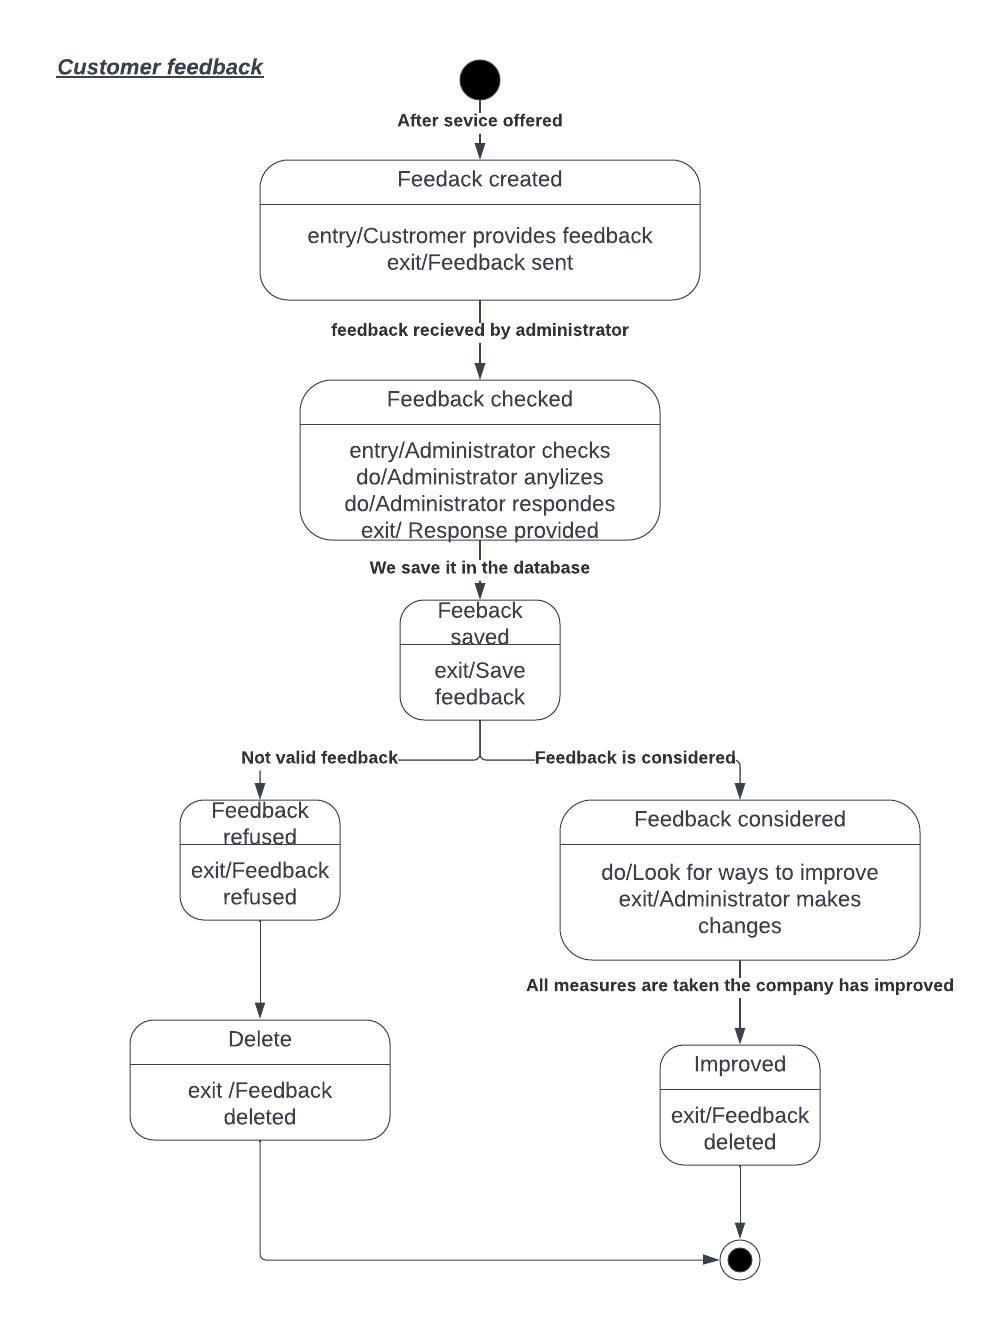 Customer feedback
After sevice offered
Feedack created
entry/Custromer provides feedback
exit/Feedback sent
feedback recieved by administrator
Feedback checked
entry/Administrator checks
do/Administrator anylizes
do/Administrator respondes
exit/ Response provided
We save it in the database
Feeback
saved
exit/Save
feedback
Not valid feedback
Feedback is considered
Feedback
refused
exit/Feedback
refused
Feedback considered
do/Look for ways to improve
exit/Administrator makes
changes
All measures are taken the company has improved
Delete
exit /Feedback
deleted
Improved
exit/Feedback
deleted